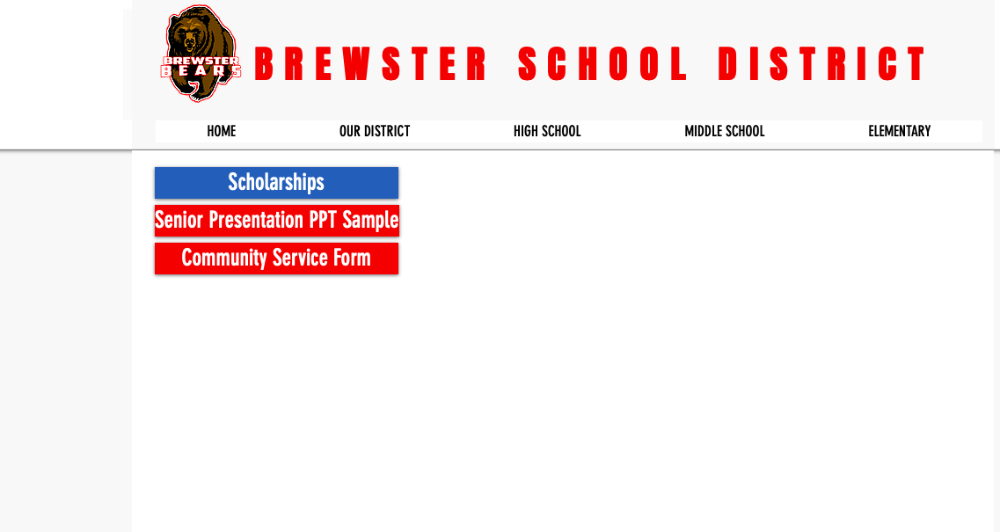 BREWSTER
BEARS
BREWSTER SCHOOL DISTRICT
HOME OUR DISTRICT HIGH SCHOOL MIDDLE SCHOOL ELEMENTARY
Scholarships
Senior Presentation PPT Sample
Community Service Form